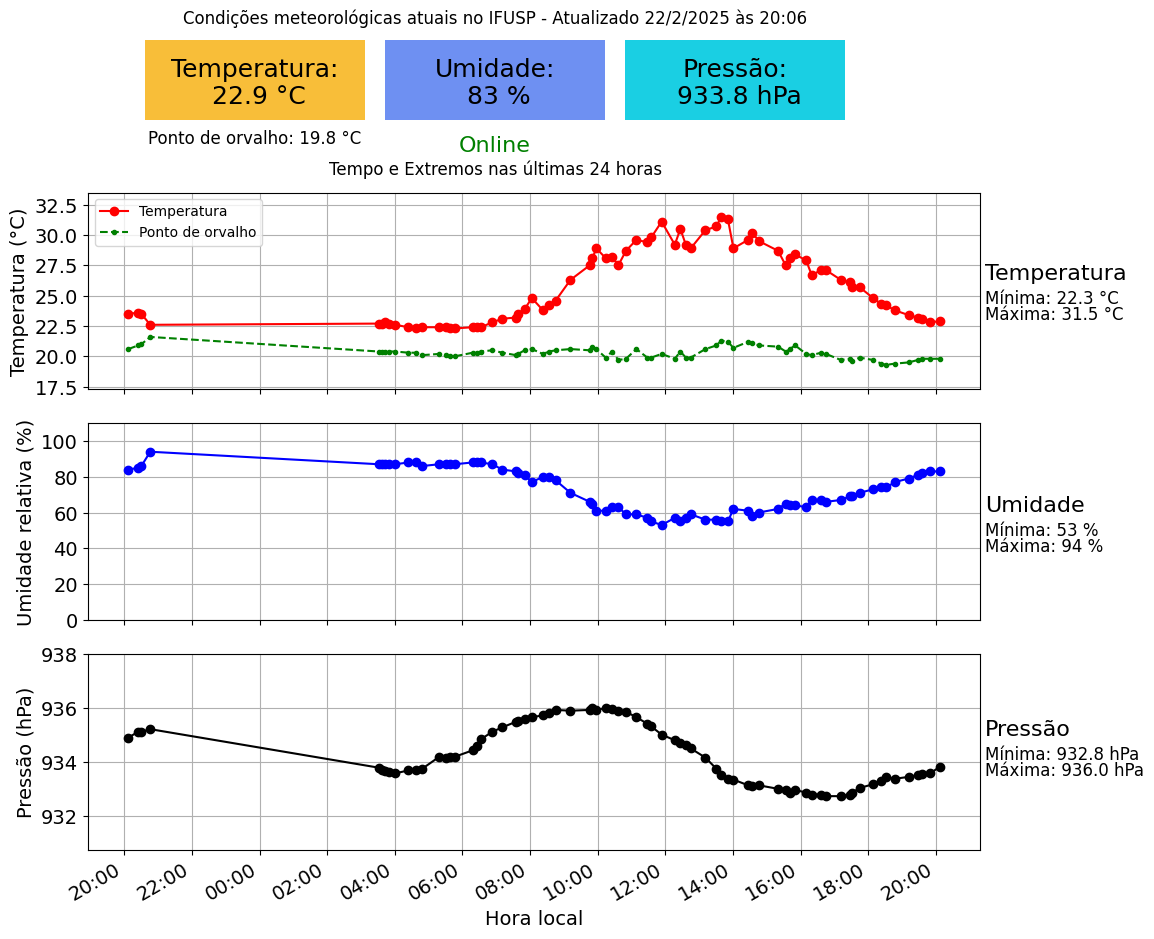 Condições meteorológicas atuais no IFUSP - Atualizado 22/2/2025 às 20:06
Temperatura:
22.9 °C
Umidade:
83 %
Pressão:
933.8 hPa
Ponto de orvalho: 19.8 °C
Online
Tempo e Extremos nas últimas 24 horas
Temperatura (°C)
32.5
30.0
27.5
25.0
22.5
20.0
17.5
Temperatura
Ponto de orvalho
Temperatura
Mínima: 22.3 °C
Máxima: 31.5 °C
Umidade relativa (%)
100
80
60
40
20
0
Umidade
Mínima: 53 %
Máxima: 94 %
Pressão (hPa)
938
936
934
932
Pressão
Mínima: 932.8 hPa
Máxima: 936.0 hPa
20:00 22:00 00:00 02:00 04:00 06:00 08:00 10:00 12:00 14:00 16:00 18:00 20:00
Hora local